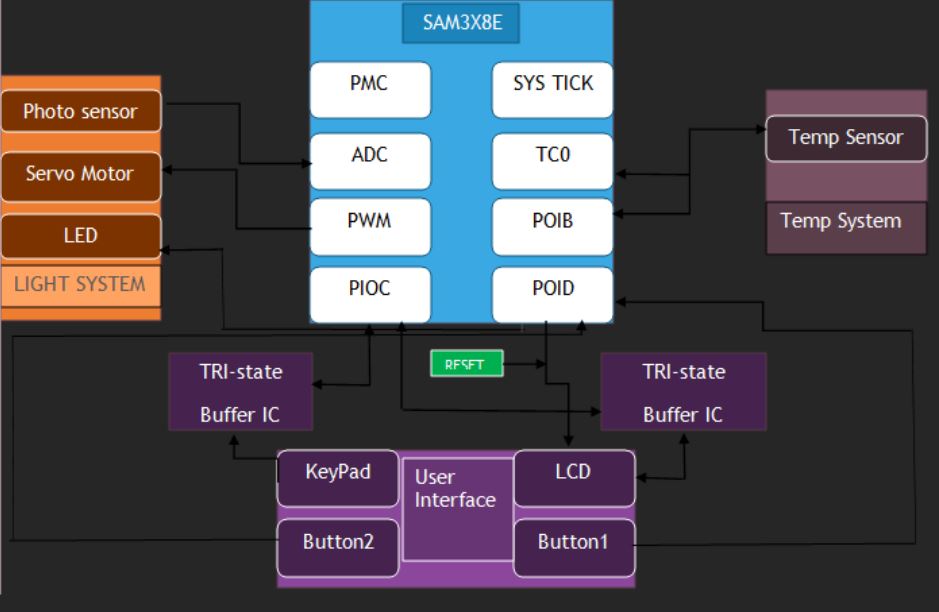 SAM3X8E
PMC
SYS TICK
Photo sensor
ADC
TC0
Temp Sensor
Servo Motor
PWM
POIB
Temp System
LED
LIGHT SYSTEM
PIOC
POID
TRI-state
Buffer IC
RESET
TRI-state
Buffer IC
KeyPad
User
Interface
LCD
Button2
Button1